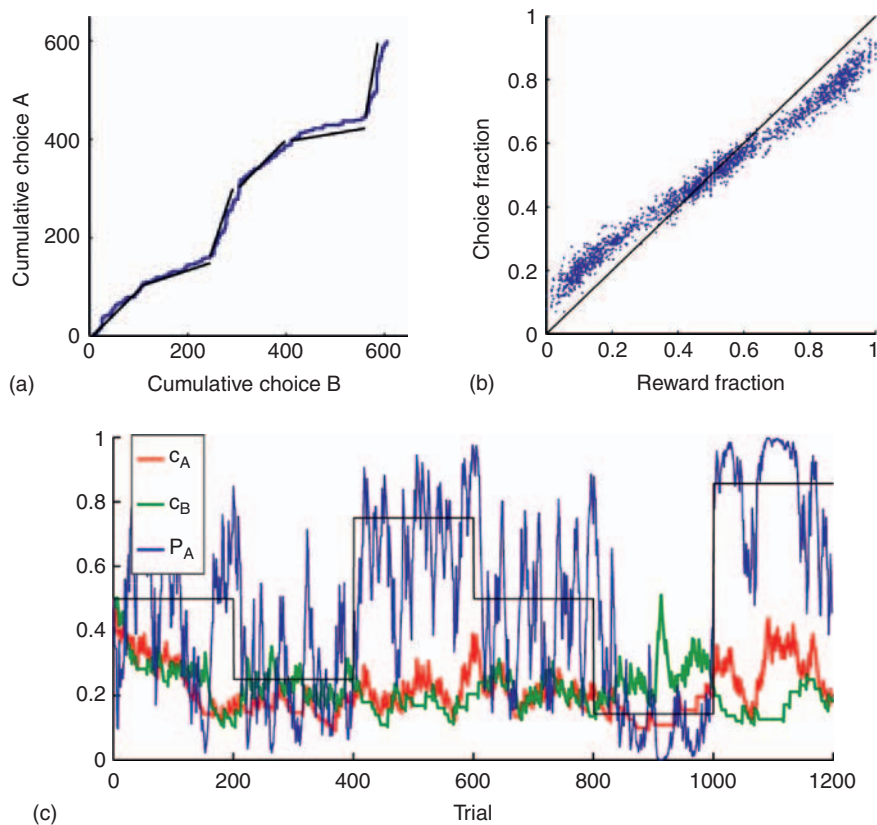 600
400
200
0
0 200 400 600
Cumulative choice A
Cumulative choice B
(a)
1
0.8
0.6
0.4
0.2
0
0 0.2 0.4 0.6 0.8 1
Choice fraction
Reward fraction
(b)
1
0.8
0.6
0.4
0.2
0
cA
cB
PA
0 200 400 600 800 1000 1200
Trial
(c)